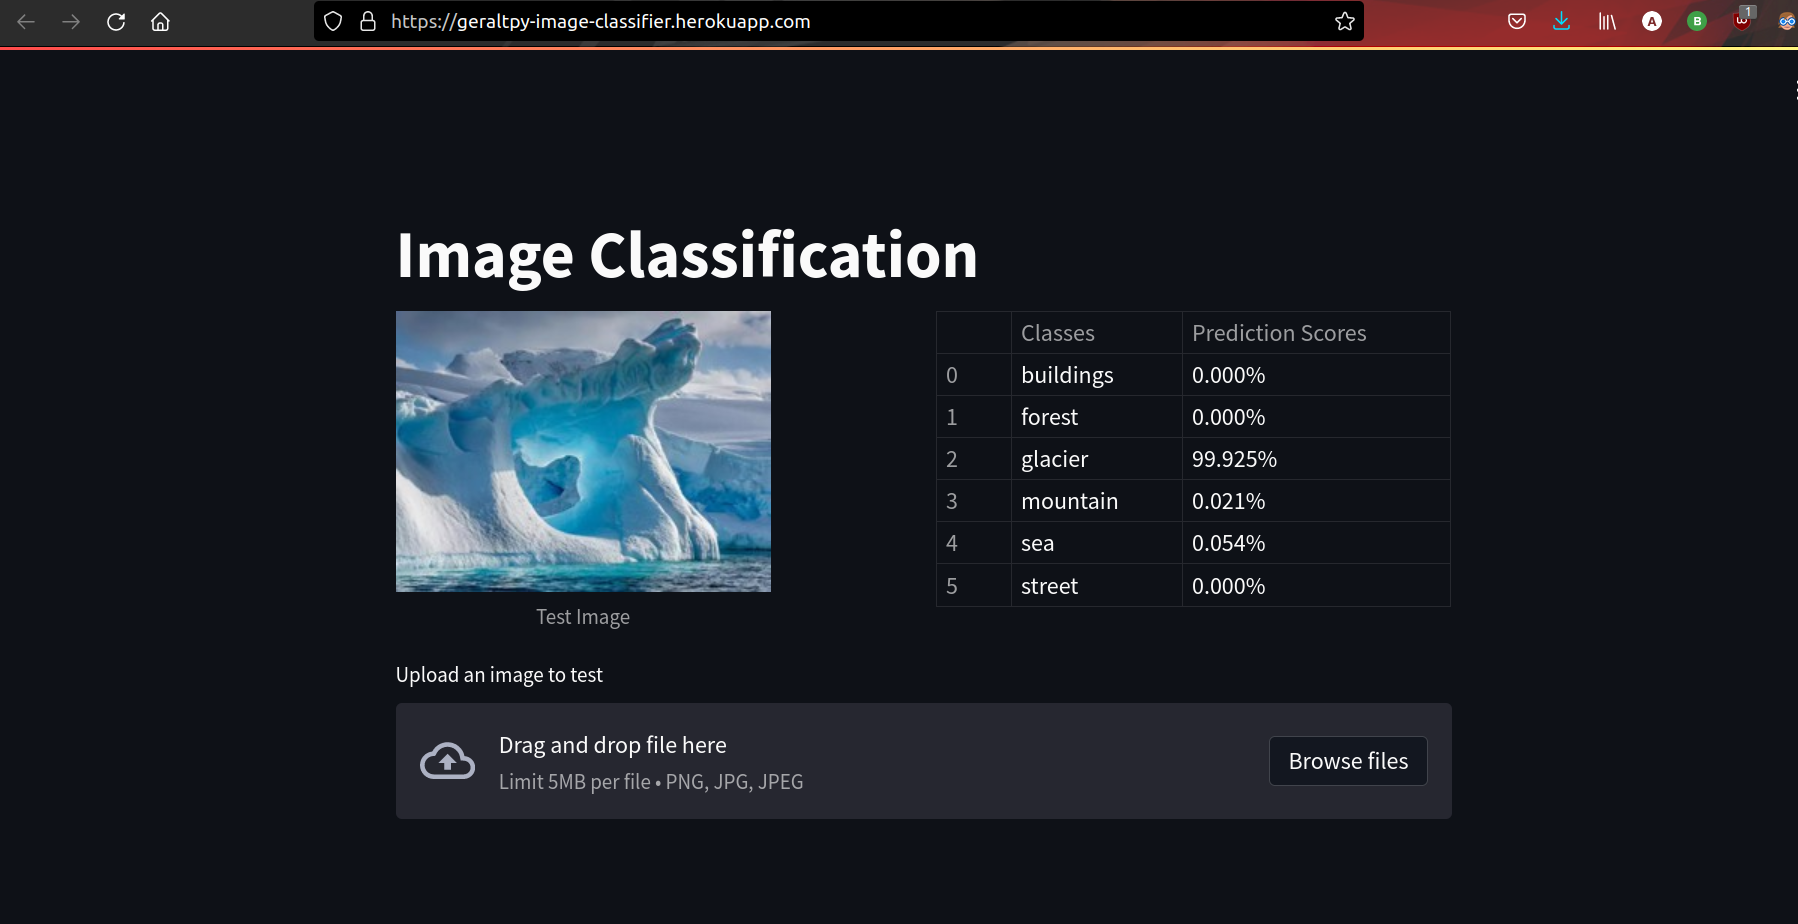 https://geraltpy-image-classifier.herokuapp.com
A
B
1
Image Classification
Classes Prediction Scores
0 buildings 0.000%
1 forest 0.000%
2 glacier 99.925%
3 mountain 0.021%
4 sea 0.054%
5 street 0.000%
Test Image
Upload an image to test
Drag and drop file here
Limit 5MB per file • PNG, JPG, JPEG
Browse files